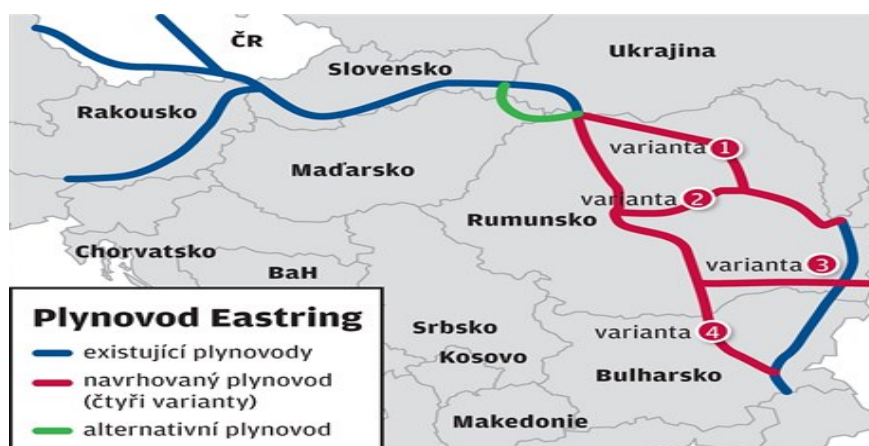 ČR
Ukrajina
Slovensko
Rakousko
varianta 1
Maďarsko
varianta 2
Rumunsko
Chorvatsko
varianta 3
BaH
Plynovod Eastring
existující plynovody
navrhovaný plynovod
(čtyři varianty)
alternativní plynovod
Srbsko
varianta 4
Kosovo
Bulharsko
Makedonie